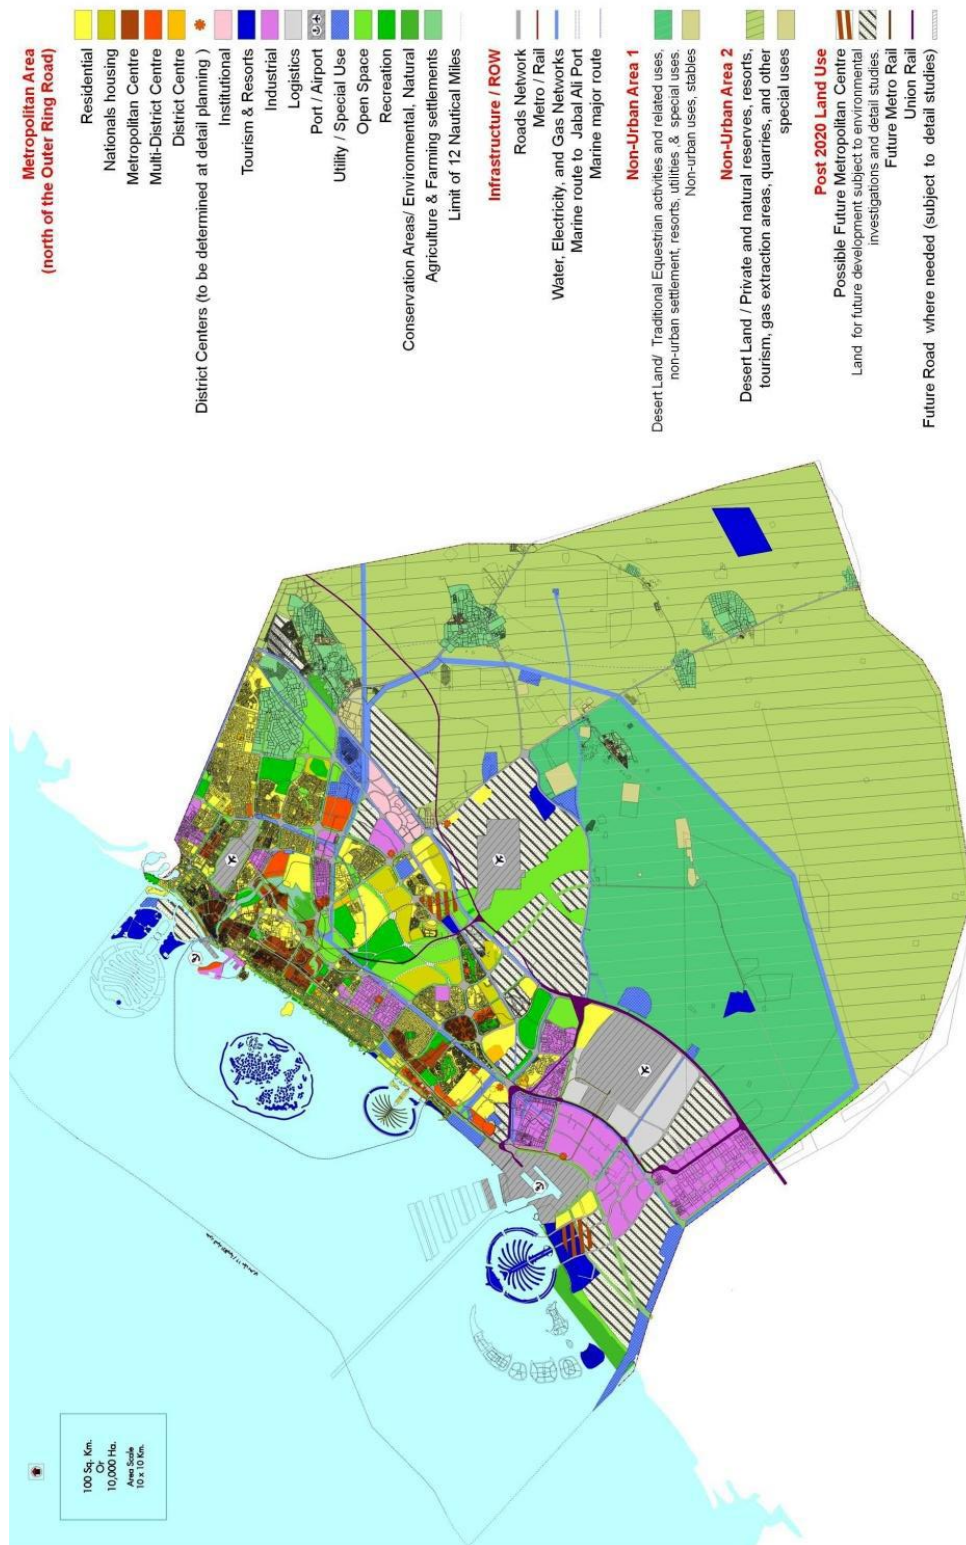 Metropolitan Area
(north of the Outer Ring Road)
Residential
Nationals housing
Metropolitan Centre
Multi-District Centre
District Centre
District Centers (to be determined at detail planning )
Institutional
Tourism & Resorts
Industrial
Logistics
Port / Airport
Utility / Special Use
Open Space
Recreation
Conservation Areas/ Environmental, Natural
Agriculture & Farming settlements
Limit of 12 Nautical Miles
Infrastructure / ROW
Roads Network
Metro / Rail
Water, Electricity, and Gas Networks
Marine route to Jabal Ali Port
Marine major route
Non-Urban Area 1
Desert Land/ Traditional Equestrian activities and related uses,
non-urban settlement, resorts, utilities ,& special uses.
Non-urban uses, stables
Non-Urban Area 2
Desert Land / Private and natural reserves, resorts,
tourism, gas extraction areas, quarries, and other
special uses
Post 2020 Land Use
Possible Future Metropolitan Centre
Land for future development subject to environmental
investigations and detail studies.
Future Metro Rail
Union Rail
Future Road where needed (subject to detail studies)
100 Sq. Km.
Or
10,000 Ha.
Area Scale
10 x 10 Km.